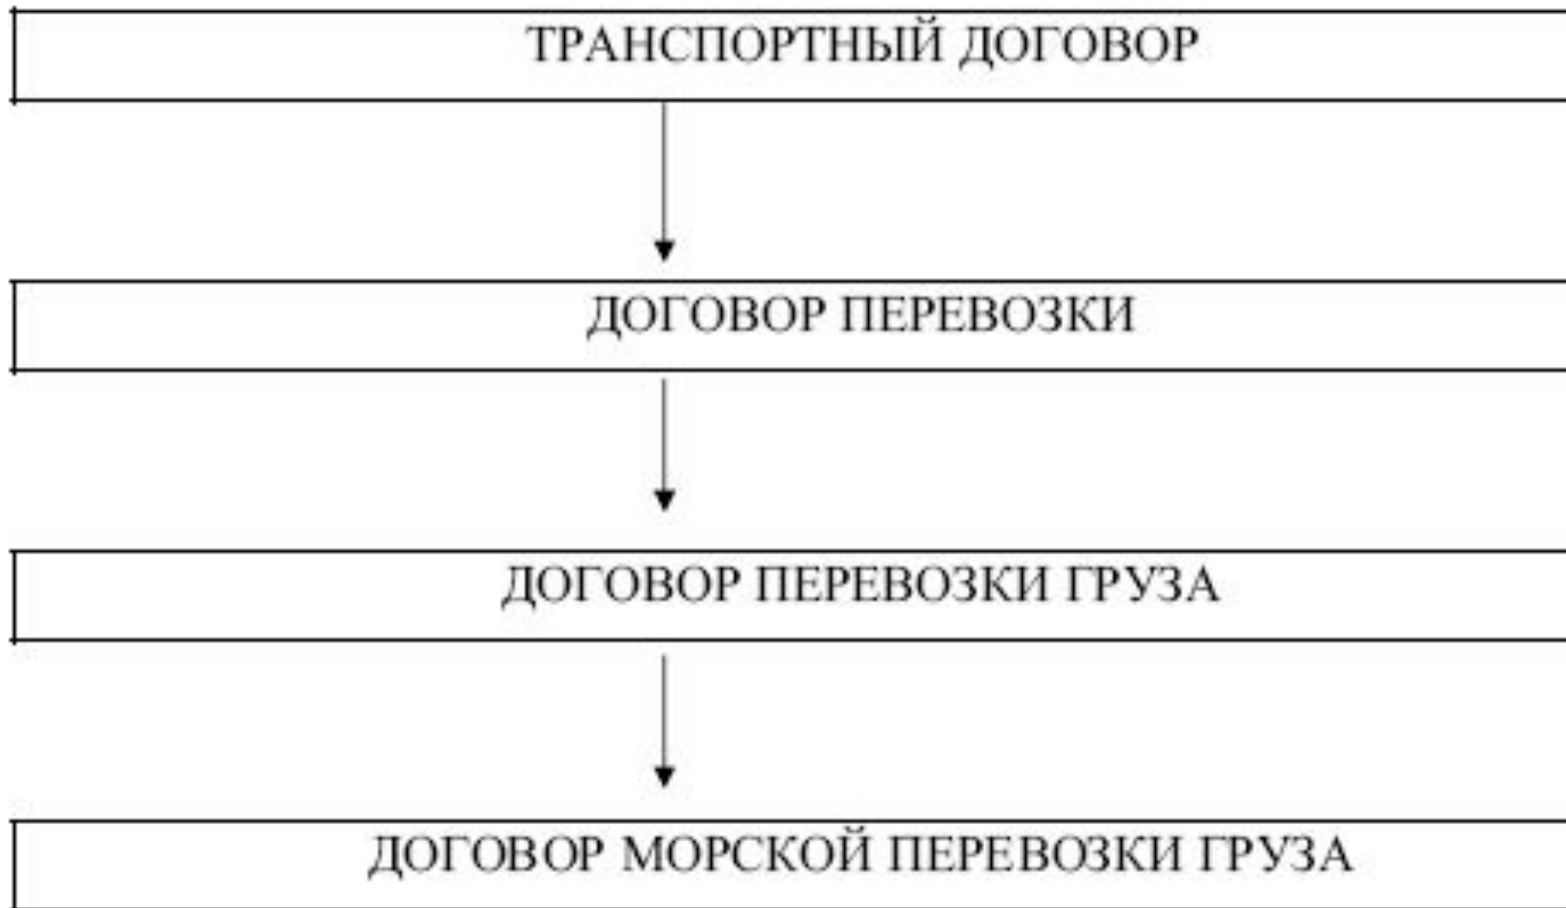 ТРАНСПОРТНЫЙ ДОГОВОР
ДОГОВОР ПЕРЕВОЗКИ
ДОГОВОР ПЕРЕВОЗКИ ГРУЗА
ДОГОВОР МОРСКОЙ ПЕРЕВОЗКИ ГРУЗА